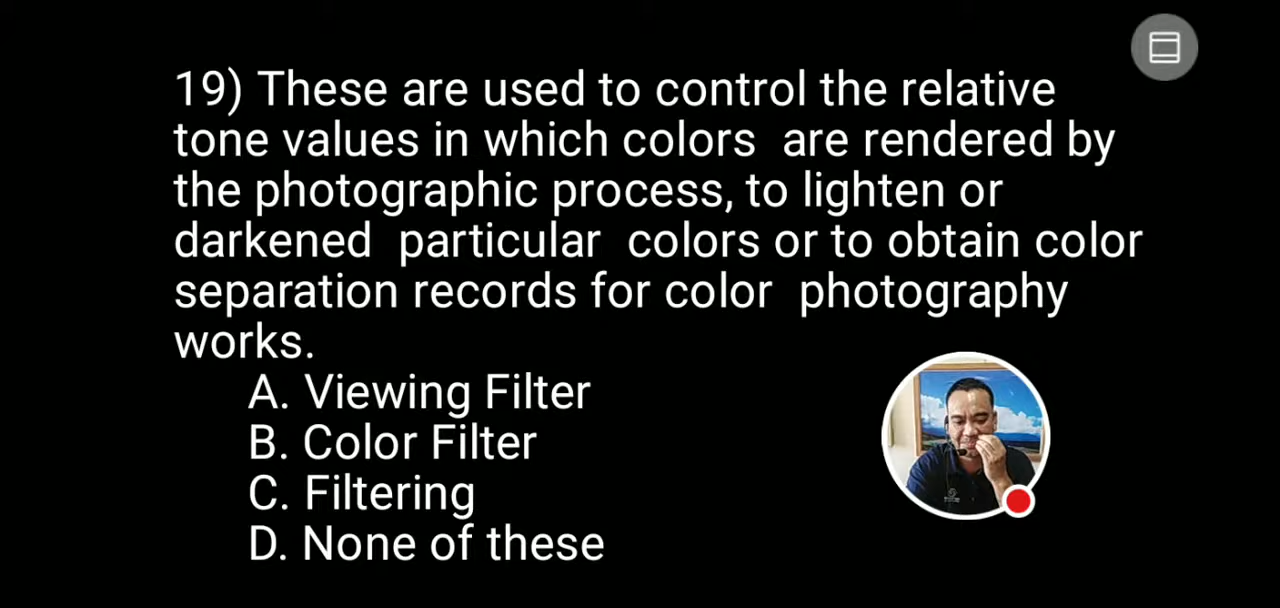 19) These are used to control the relative
tone values in which colors are rendered by
the photographic process, to lighten or
darkened particular colors or to obtain color
separation records for color photography
works.
A. Viewing Filter
B. Color Filter
C. Filtering
D. None of these